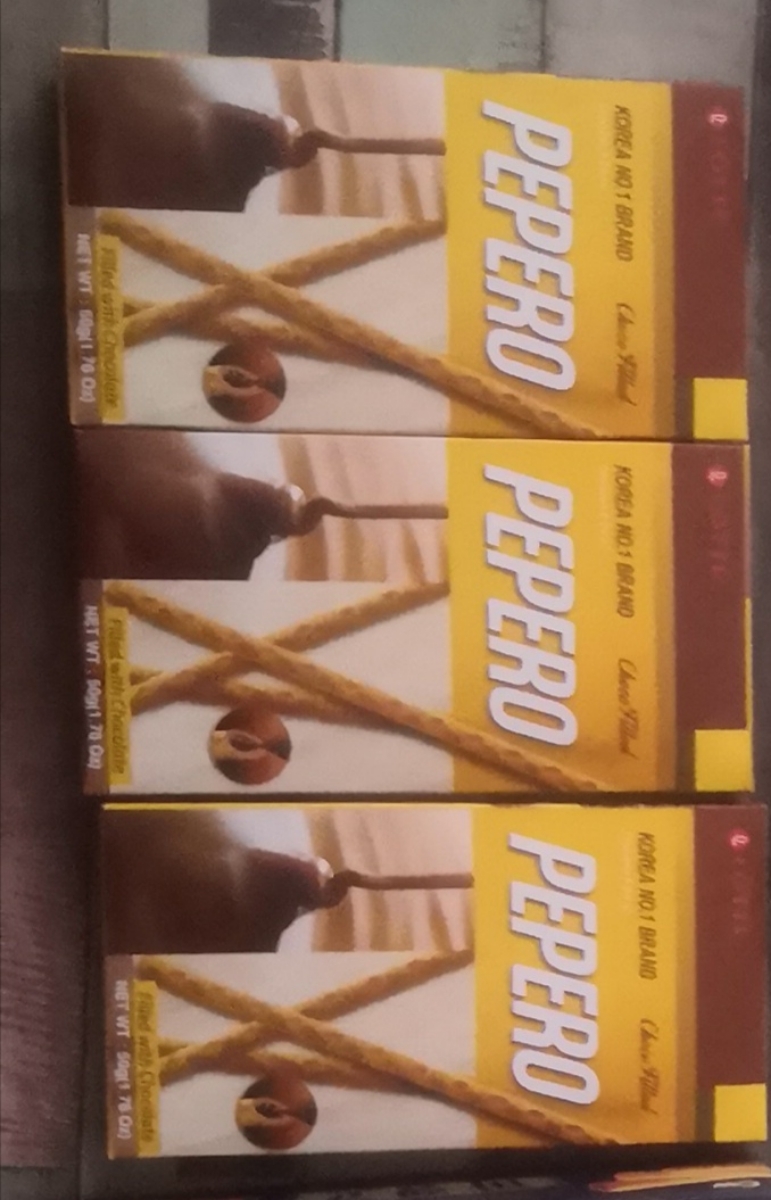 KOREA NO.1 BRAND
Choco Filled
PEPERO
Filled with Chocolate
NET WT. 50g(1.76 Oz)
KOREA NO.1 BRAND
Choco Filled
PEPERO
Filled with Chocolate
NET WT. 50g(1.76 Oz)
KOREA NO.1 BRAND
Choco Filled
PEPERO
Filled with Chocolate
NET WT. 50g(1.76 Oz)